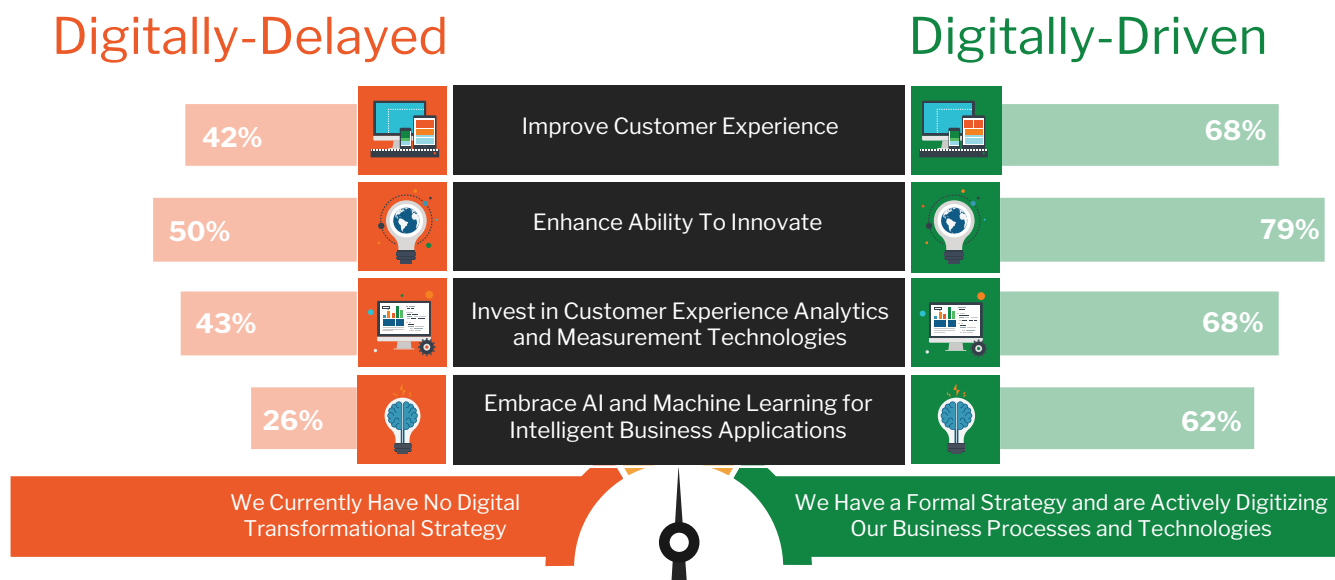 Digitally-Delayed
Digitally-Driven
42%
Improve Customer Experience
68%
50%
Enhance Ability To Innovate
79%
43%
Invest in Customer Experience Analytics
and Measurement Technologies
68%
26%
Embrace AI and Machine Learning for
Intelligent Business Applications
62%
We Currently Have No Digital
Transformational Strategy
We Have a Formal Strategy and are Actively Digitizing
Our Business Processes and Technologies